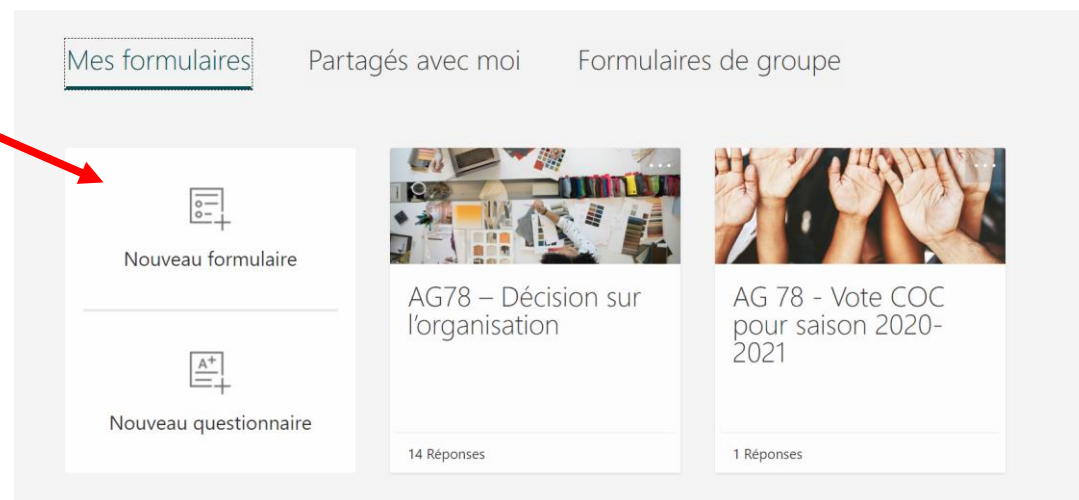 Mes formulaires Partagés avec moi Formulaires de groupe
Nouveau formulaire
A+
Nouveau questionnaire
AG78 – Décision sur
l'organisation
14 Réponses
AG 78 - Vote COC
pour saison 2020-
2021
1 Réponses